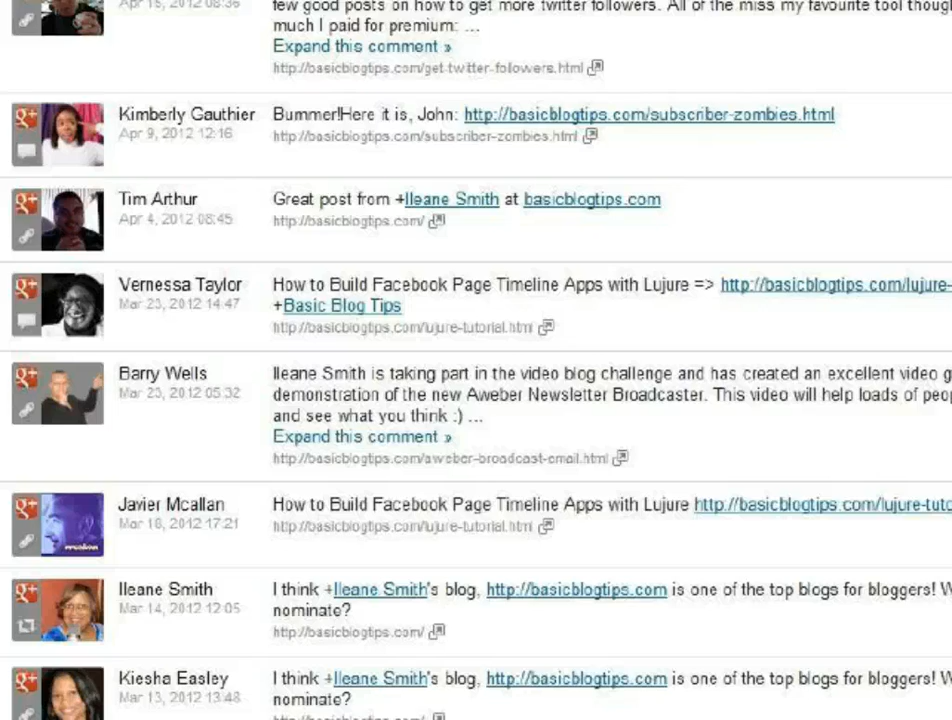 Apr 15, 2012 08:36
few good posts on how to get more twitter followers. All of the miss my favourite tool thoug
much I paid for premium: ...
Expand this comment »
http://basicblogtips.com/get-twitter-followers.html
g+
Kimberly Gauthier
Apr 9, 2012 12:16
Bummer!Here it is, John: http://basicblogtips.com/subscriber-zombies.html
http://basicblogtips.com/subscriber-zombies.html
g+
Tim Arthur
Apr 4, 2012 08:45
Great post from +Ileane Smith at basicblogtips.com
http://basicblogtips.com/
g+
Vernessa Taylor
Mar 23, 2012 14:47
How to Build Facebook Page Timeline Apps with Lujure => http://basicblogtips.com/lujure-
+Basic Blog Tips
http://basicblogtips.com/lujure-tutorial.html
g+
Barry Wells
Mar 23, 2012 05:32
Ileane Smith is taking part in the video blog challenge and has created an excellent video g
demonstration of the new Aweber Newsletter Broadcaster. This video will help loads of peop
and see what you think :) ...
Expand this comment »
http://basicblogtips.com/aweber-broadcast-email.html
g+
Javier Mcallan
Mar 18, 2012 17:21
How to Build Facebook Page Timeline Apps with Lujure http://basicblogtips.com/lujure-tuto
http://basicblogtips.com/lujure-tutorial.html
g+
Ileane Smith
Mar 14, 2012 12:05
I think +Ileane Smith's blog, http://basicblogtips.com is one of the top blogs for bloggers! W
nominate?
http://basicblogtips.com/
g+
Kiesha Easley
Mar 13, 2012 13:48
I think +Ileane Smith's blog, http://basicblogtips.com is one of the top blogs for bloggers! W
nominate?
http://basicblogtips.com/